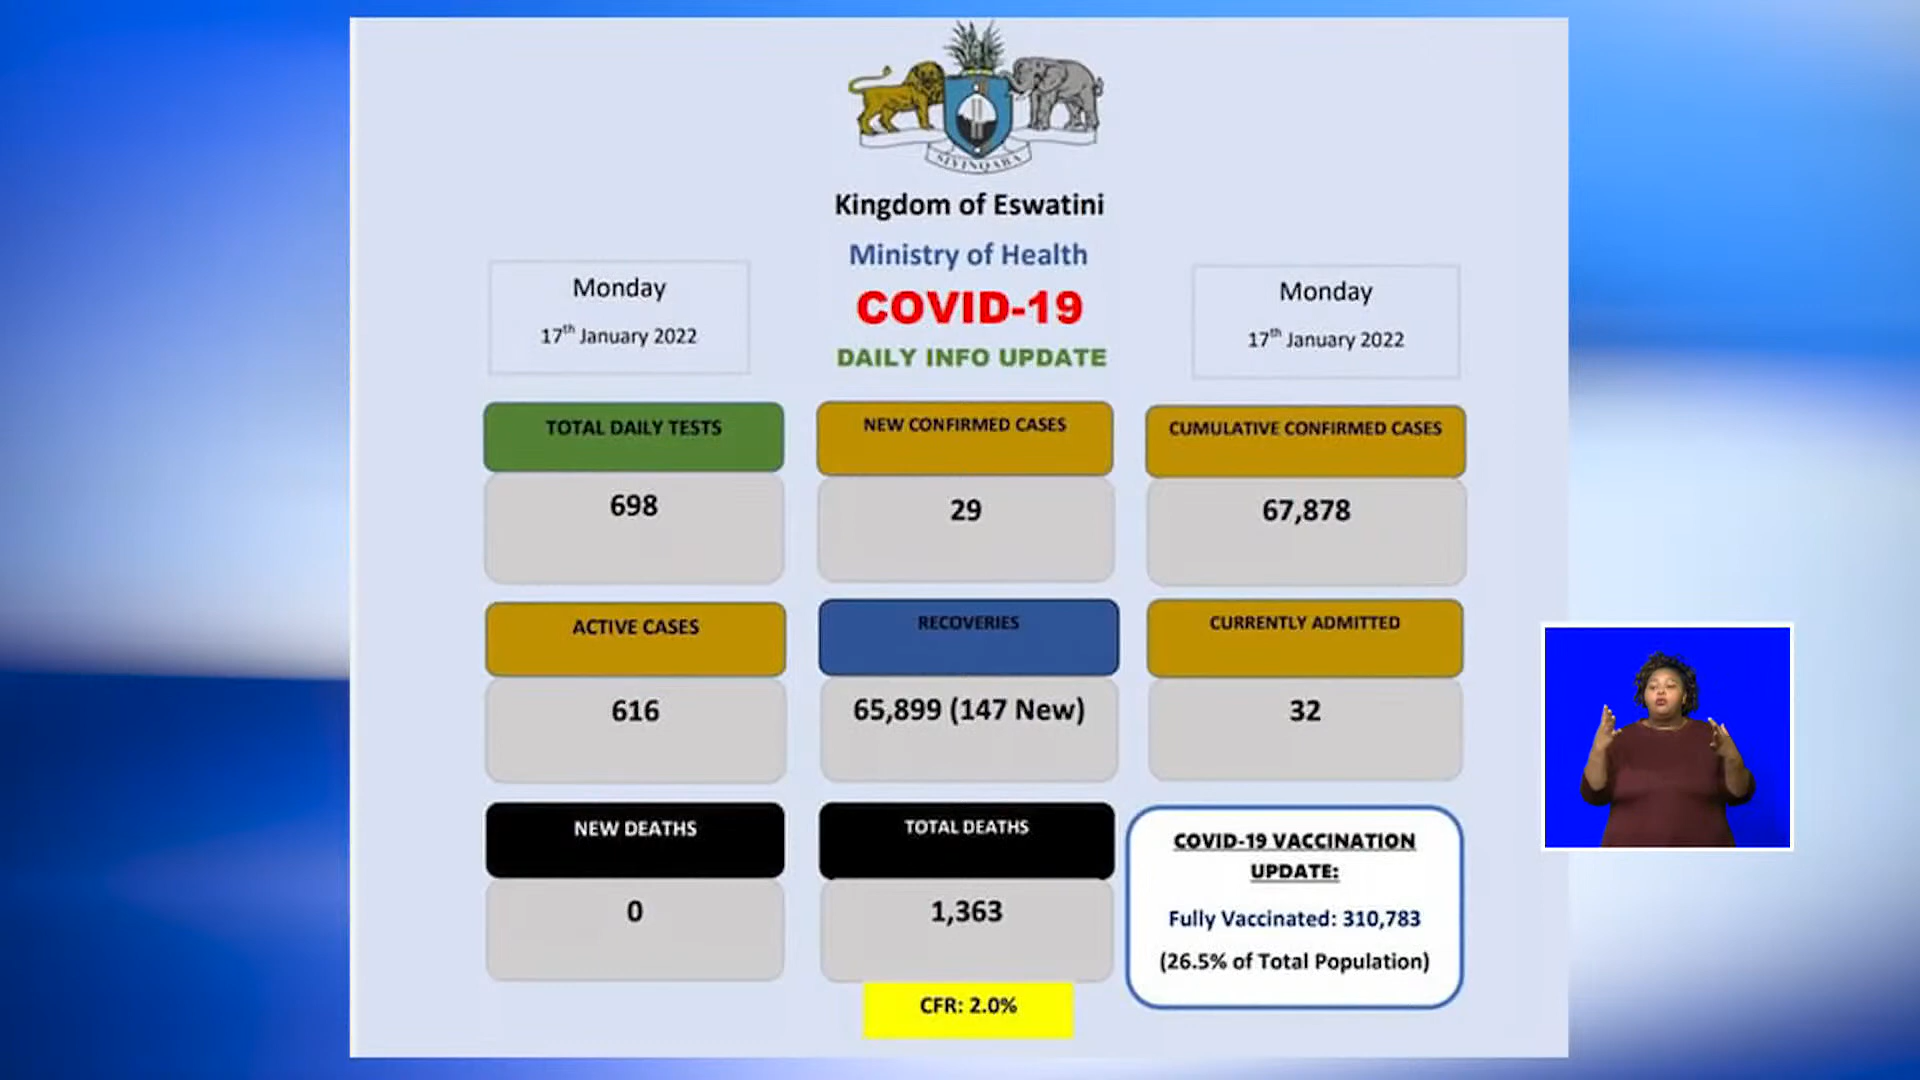 SIYINQABA
Kingdom of Eswatini
Ministry of Health
COVID-19
DAILY INFO UPDATE
Monday
17th January 2022
Monday
17th January 2022
TOTAL DAILY TESTS
698
NEW CONFIRMED CASES
29
CUMULATIVE CONFIRMED CASES
67,878
ACTIVE CASES
616
RECOVERIES
65,899 (147 New)
CURRENTLY ADMITTED
32
NEW DEATHS
0
TOTAL DEATHS
1,363
CFR: 2.0%
COVID-19 VACCINATION
UPDATE:
Fully Vaccinated: 310,783
(26.5% of Total Population)